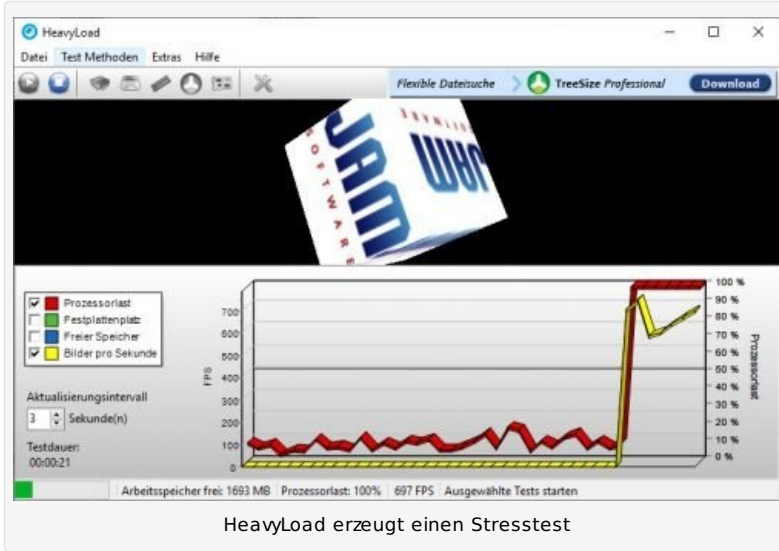 HeavyLoad
Datei Test Methoden Extras Hilfe
Flexible Dateisuche TreeSize Professional Download
JAM
SOFTWARE
JAM
SOFTWARE
Prozessorlast
Festplattenplatz
Freier Speicher
Bilder pro Sekunde
Aktualisierungsintervall
3 Sekunde(n)
Testdauer:
00:00:21
FPS
700
600
500
400
300
200
100
0
100 %
90 %
80 %
70 %
60 %
50 %
40 %
30 %
20 %
10 %
0 %
Prozessorlast
Arbeitsspeicher frei: 1693 MB Prozessorlast: 100% 697 FPS Ausgewählte Tests starten
HeavyLoad erzeugt einen Stresstest